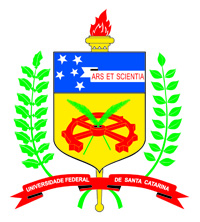 ARS ET SCIENTIA
UNIVERSIDADE FEDERAL DE SANTA CATARINA